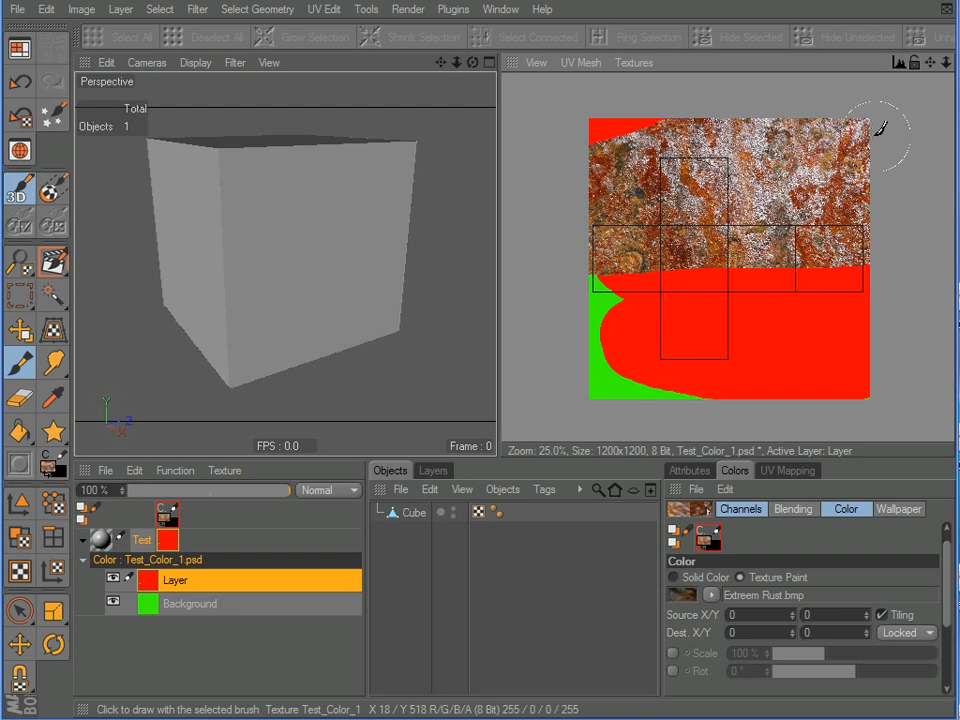 File Edit Image Layer Select Filter Select Geometry UV Edit Tools Render Plugins Window Help
Select All Deselect All Grow Selection Shrink Selection Select Connected Ring Selection Hide Selected Hide Unselected
Edit Cameras Display Filter View
View UV Mesh Textures
Perspective
Total
Objects 1
3D
Y
Z
X
FPS : 0.0
Frame : 0
Zoom: 25.0%, Size: 1200x1200, 8 Bit, Test_Color_1.psd *, Active Layer: Layer
File Edit Function Texture
Objects Layers
Attributes Colors UV Mapping
100 %
Normal
File Edit View Objects Tags
File Edit
C
Cube
Channels Blending Color Wallpaper
Test
Color : Test_Color_1.psd
Layer
Background
Color
Solid Color Texture Paint
Extreem Rust.bmp
Source X/Y 0 0 Tiling
Dest. X/Y 0 0 Locked
Scale 100 %
Rot. 0 °
Click to draw with the selected brush Texture Test_Color_1 X 18 / Y 518 R/G/B/A (8 Bit) 255 / 0 / 0 / 255